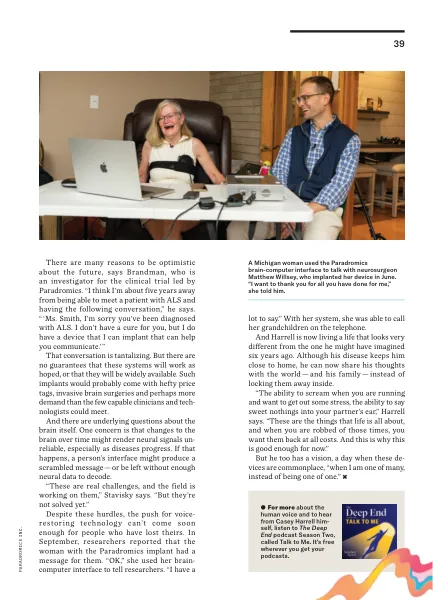 39
There are many reasons to be optimistic
about the future, says Brandman, who is
an investigator for the clinical trial led by
Paradromics. “I think I’m about five years away
from being able to meet a patient with ALS and
having the following conversation,” he says.
“ ‘Ms. Smith, I’m sorry you’ve been diagnosed
with ALS. I don’t have a cure for you, but I do
have a device that I can implant that can help
you communicate.’”
That conversation is tantalizing. But there are
no guarantees that these systems will work as
hoped, or that they will be widely available. Such
implants would probably come with hefty price
tags, invasive brain surgeries and perhaps more
demand than the few capable clinicians and tech-
nologists could meet.
And there are underlying questions about the
brain itself. One concern is that changes to the
brain over time might render neural signals un-
reliable, especially as diseases progress. If that
happens, a person’s interface might produce a
scrambled message — or be left without enough
neural data to decode.
“These are real challenges, and the field is
working on them,” Stavisky says. “But they’re
not solved yet.”
Despite these hurdles, the push for voice-
restoring technology can’t come soon
enough for people who have lost theirs. In
September, researchers reported that the
woman with the Paradromics implant had a
message for them. “OK,” she used her brain-
computer interface to tell researchers. “I have a
A Michigan woman used the Paradromics
brain-computer interface to talk with neurosurgeon
Matthew Willsey, who implanted her device in June.
“I want to thank you for all you have done for me,”
she told him.
lot to say.” With her system, she was able to call
her grandchildren on the telephone.
And Harrell is now living a life that looks very
different from the one he might have imagined
six years ago. Although his disease keeps him
close to home, he can now share his thoughts
with the world — and his family — instead of
locking them away inside.
“The ability to scream when you are running
and want to get out some stress, the ability to say
sweet nothings into your partner’s ear,” Harrell
says. “These are the things that life is all about,
and when you are robbed of those times, you
want them back at all costs. And this is why this
is good enough for now.”
But he too has a vision, a day when these de-
vices are commonplace, “when I am one of many,
instead of being one of one.” ✖
● For more about the
human voice and to hear
from Casey Harrell him-
self, listen to The Deep
End podcast Season Two,
called Talk to Me. It’s free
wherever you get your
podcasts.
The
Deep End
TALK TO ME
PARADROMICS INC.